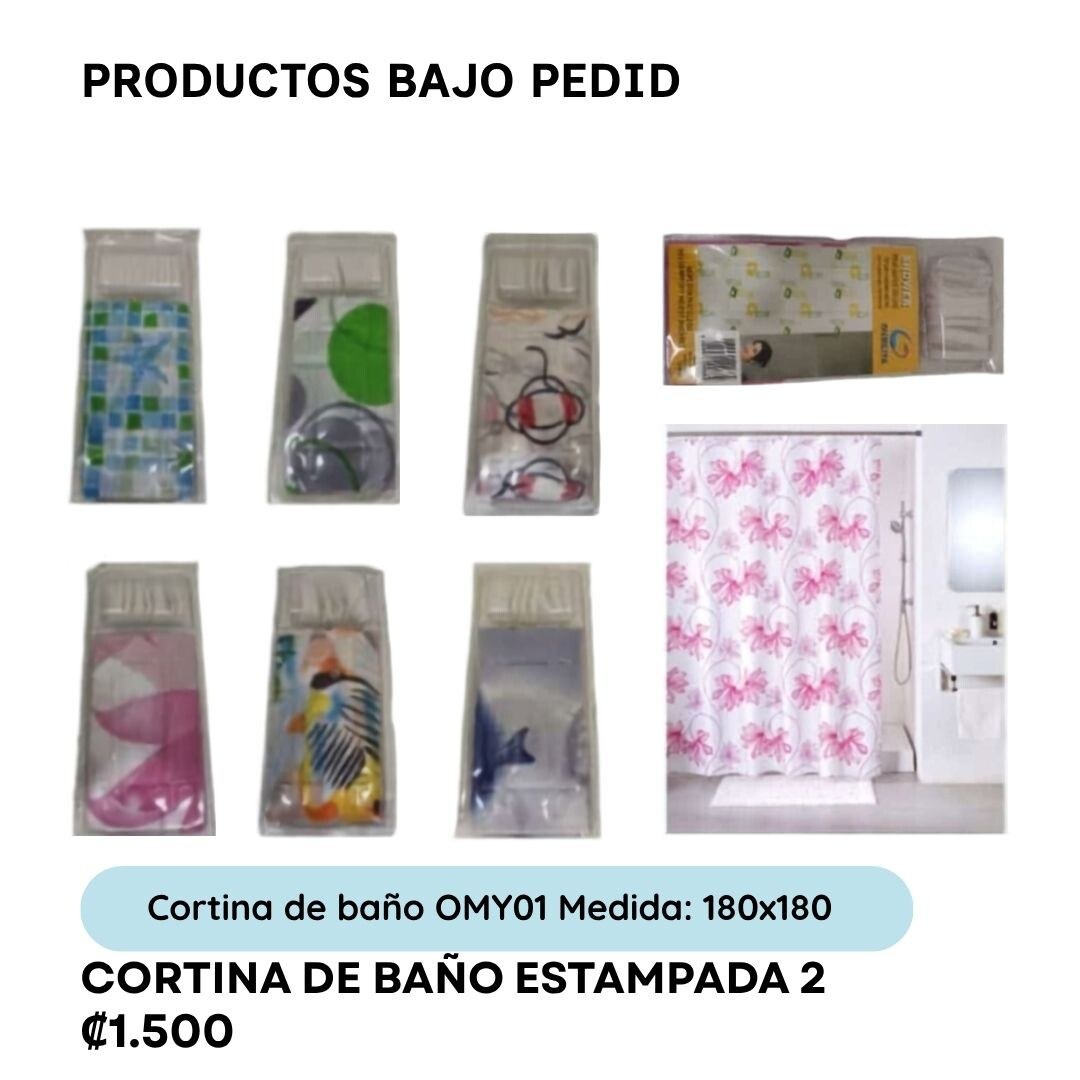 PRODUCTOS BAJO PEDID
Cortina de baño OMY01 Medida: 180x180
CORTINA DE BAÑO ESTAMPADA 2
₡1.500